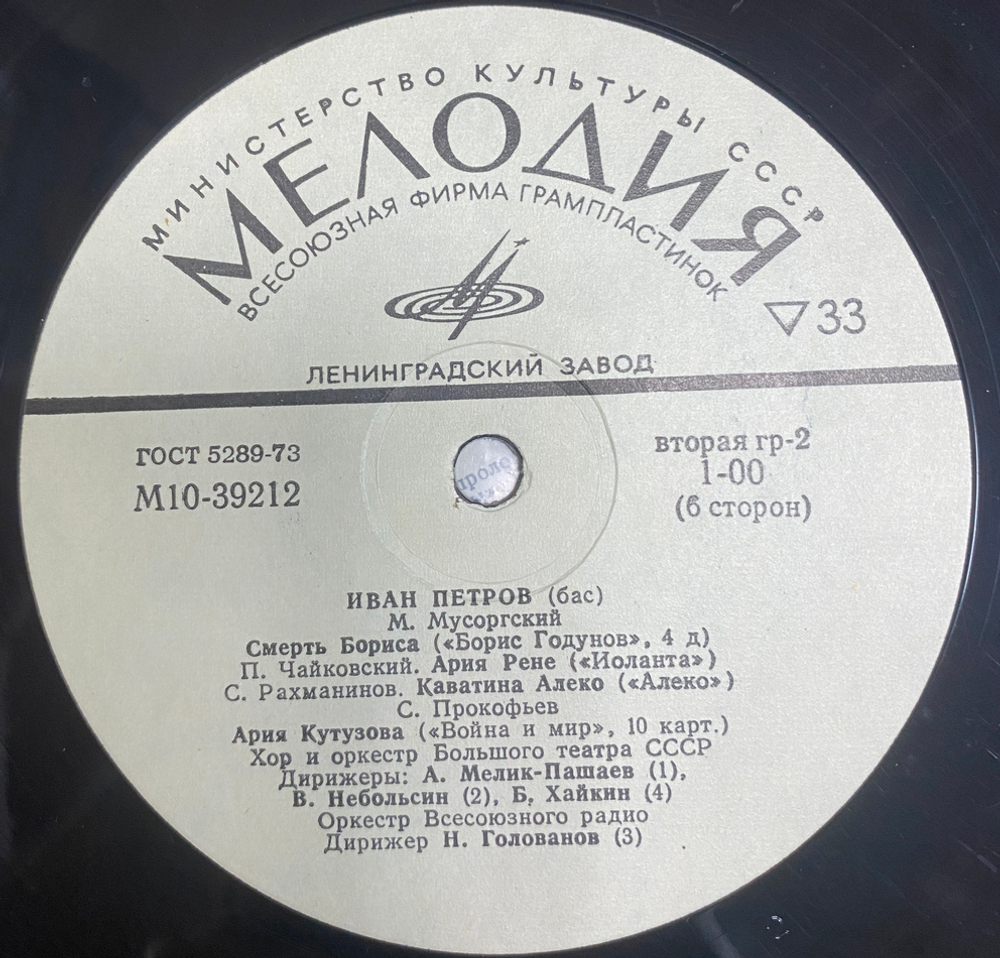 МИНИСТЕРСТВО КУЛЬТУРЫ СССР
МЕЛОДИЯ
ВСЕСОЮЗНАЯ ФИРМА ГРАМПЛАСТИНОК
33
ЛЕНИНГРАДСКИЙ ЗАВОД
ГОСТ 5289-73
М10-39212
вторая гр-2
1-00
(6 сторон)
ИВАН ПЕТРОВ (бас)
М. Мусоргский
Смерть Бориса («Борис Годунов», 4 д)
П. Чайковский. Ария Рене («Иоланта»)
С. Рахманинов. Каватина Алеко («Алеко»)
С. Прокофьев
Ария Кутузова («Война и мир», 10 карт.)
Хор и оркестр Большого театра СССР
Дирижеры: А. Мелик-Пашаев (1),
В. Небольсин (2), Б. Хайкин (4)
Оркестр Всесоюзного радио
Дирижер Н. Голованов (3)